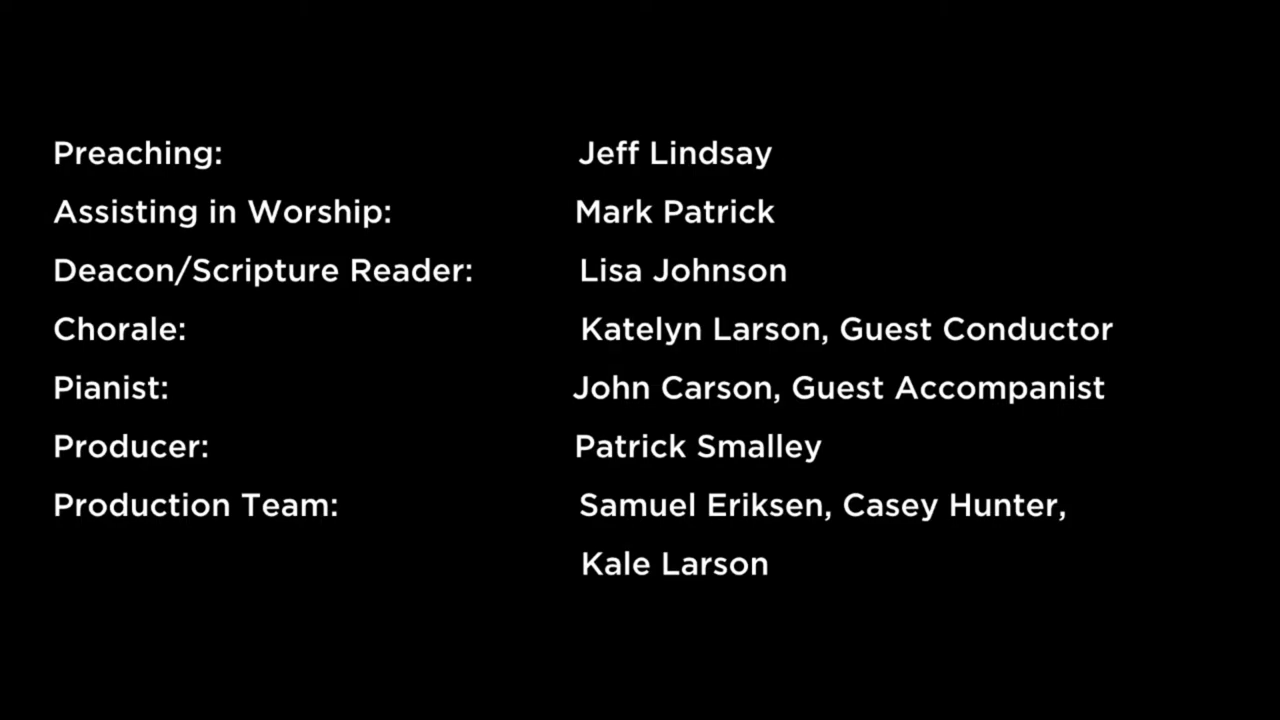 Preaching: Jeff Lindsay
Assisting in Worship: Mark Patrick
Deacon/Scripture Reader: Lisa Johnson
Chorale: Katelyn Larson, Guest Conductor
Pianist: John Carson, Guest Accompanist
Producer: Patrick Smalley
Production Team: Samuel Eriksen, Casey Hunter,
Kale Larson